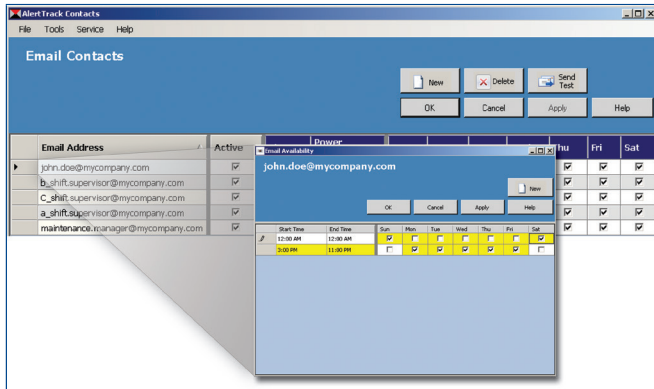 AlertTrack Contacts
File Tools Service Help
Email Contacts
New Delete Send Test
OK Cancel Apply Help
Email Address Active Power Thu Fri Sat
john.doe@mycompany.com
b_shift.supervisor@mycompany.com
C_shift.supervisor@mycompany.com
a_shift.supervisor@mycompany.com
maintenance.manager@mycompany.com
Email Availability
john.doe@mycompany.com
New
OK Cancel Apply Help
Start Time End Time Sun Mon Tue Wed Thu Fri Sat
12:00 AM 12:00 AM
3:00 PM 11:00 PM